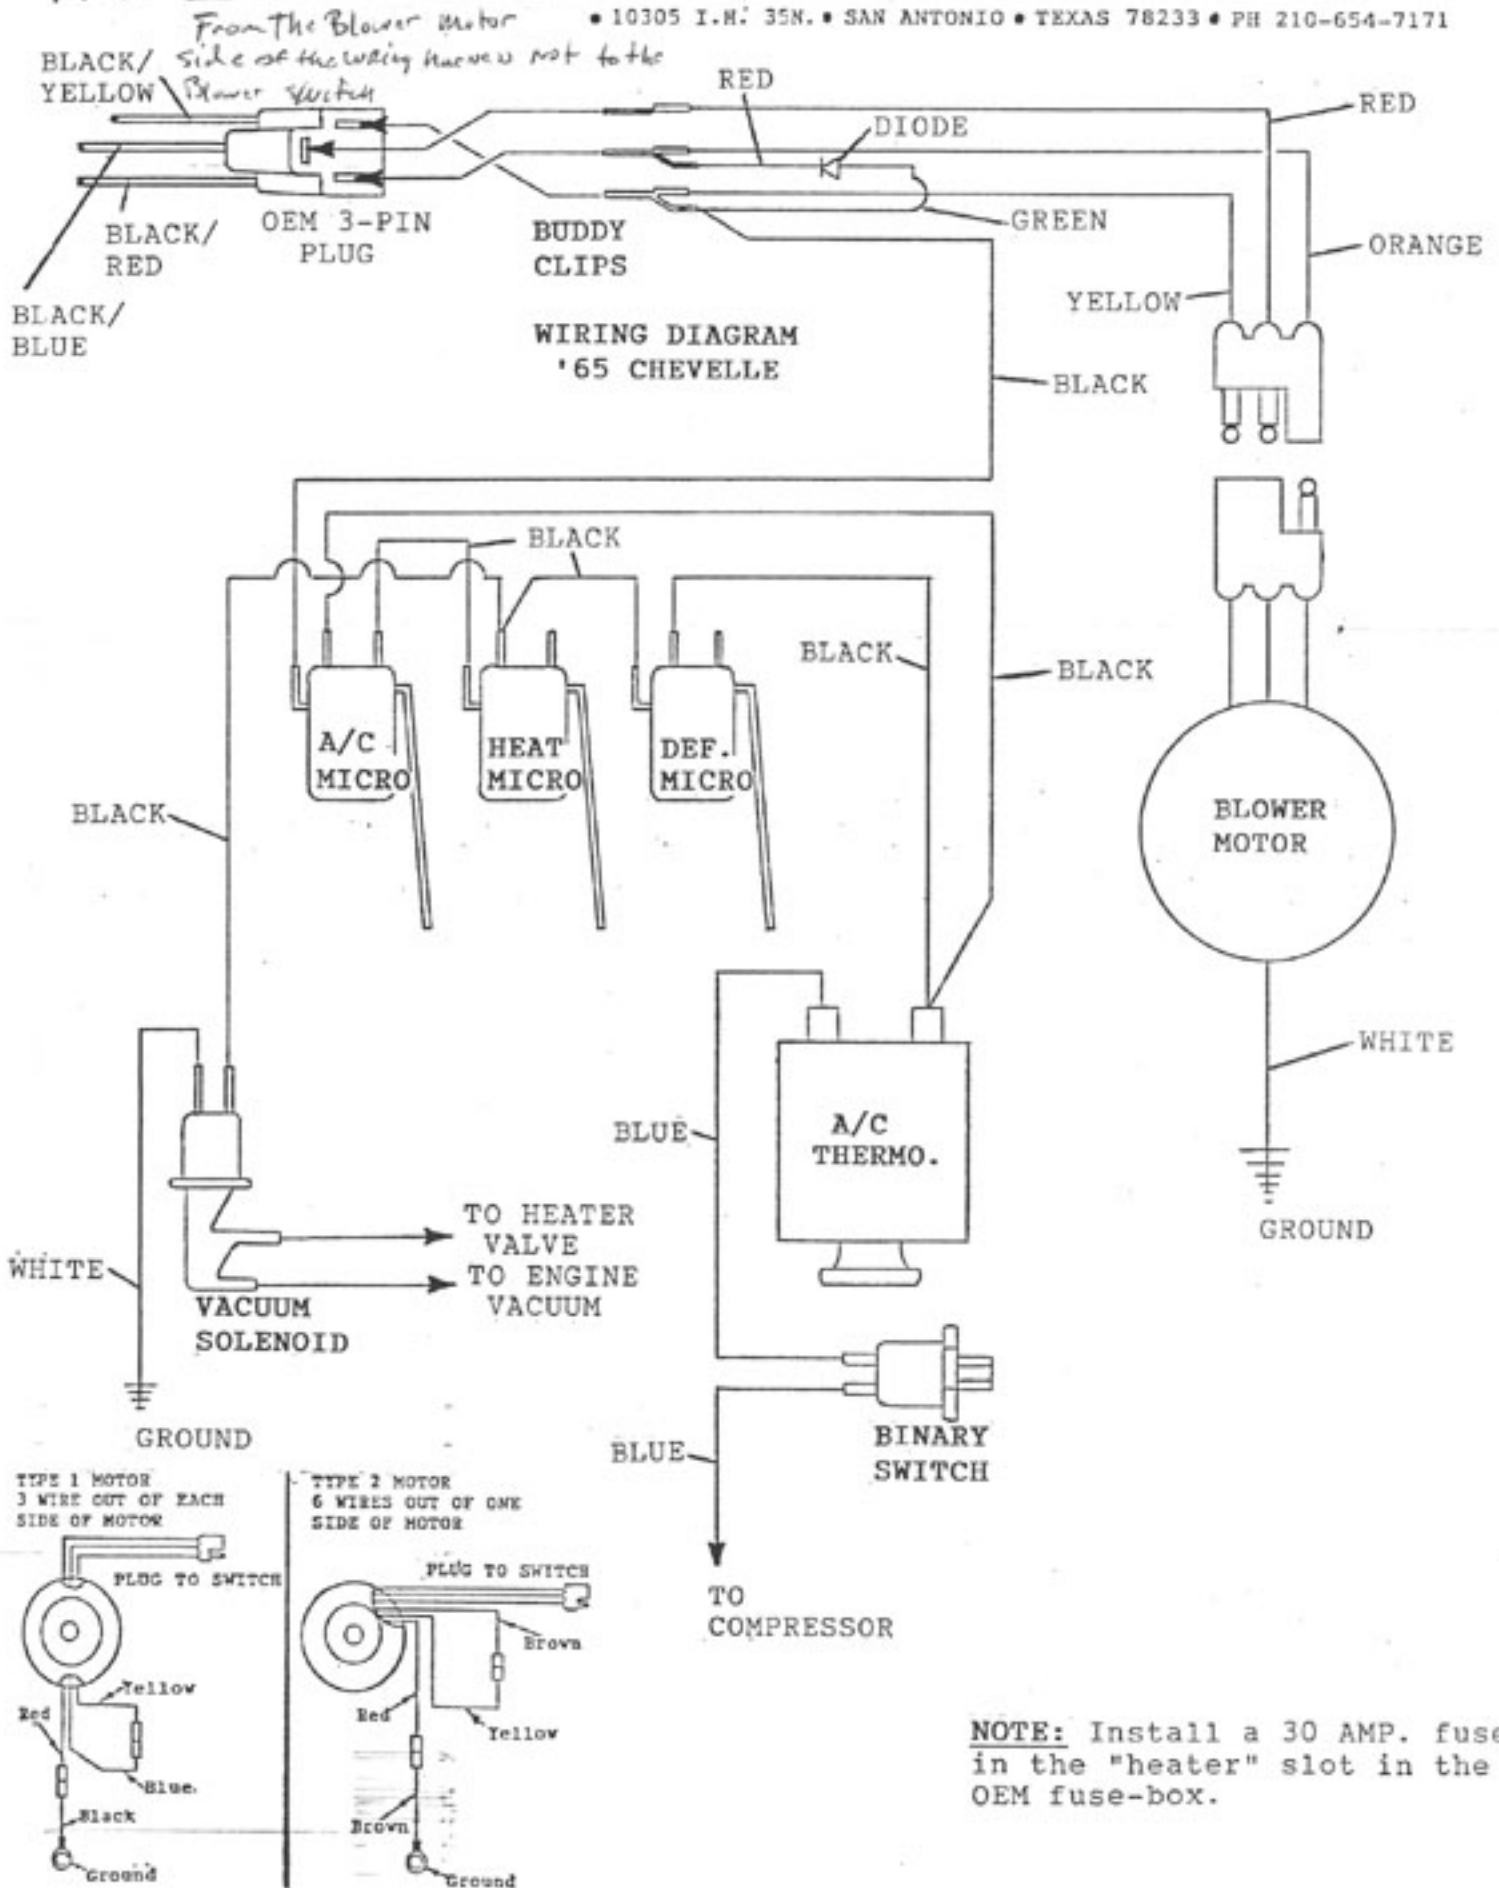 • 10305 I.H. 35N. • SAN ANTONIO • TEXAS 78233 • PH 210-654-7171
From The Blower motor
side of the wiring harness not to the
Blower switch
BLACK/
YELLOW
RED
RED
DIODE
BLACK/
RED
OEM 3-PIN
PLUG
BUDDY
CLIPS
GREEN
ORANGE
YELLOW
BLACK/
BLUE
WIRING DIAGRAM
'65 CHEVELLE
BLACK
BLACK
BLACK
BLACK
A/C
MICRO
HEAT
MICRO
DEF.
MICRO
BLACK
BLOWER
MOTOR
WHITE
BLUE
A/C
THERMO.
GROUND
TO HEATER
VALVE
TO ENGINE
VACUUM
WHITE
VACUUM
SOLENOID
GROUND
BLUE
BINARY
SWITCH
TO
COMPRESSOR
TYPE 1 MOTOR
3 WIRE OUT OF EACH
SIDE OF MOTOR
PLUG TO SWITCH
Yellow
Red
Blue
Black
Ground
TYPE 2 MOTOR
6 WIRES OUT OF ONE
SIDE OF MOTOR
PLUG TO SWITCH
Brown
Red
Yellow
Brown
Ground
NOTE: Install a 30 AMP. fuse
in the "heater" slot in the
OEM fuse-box.